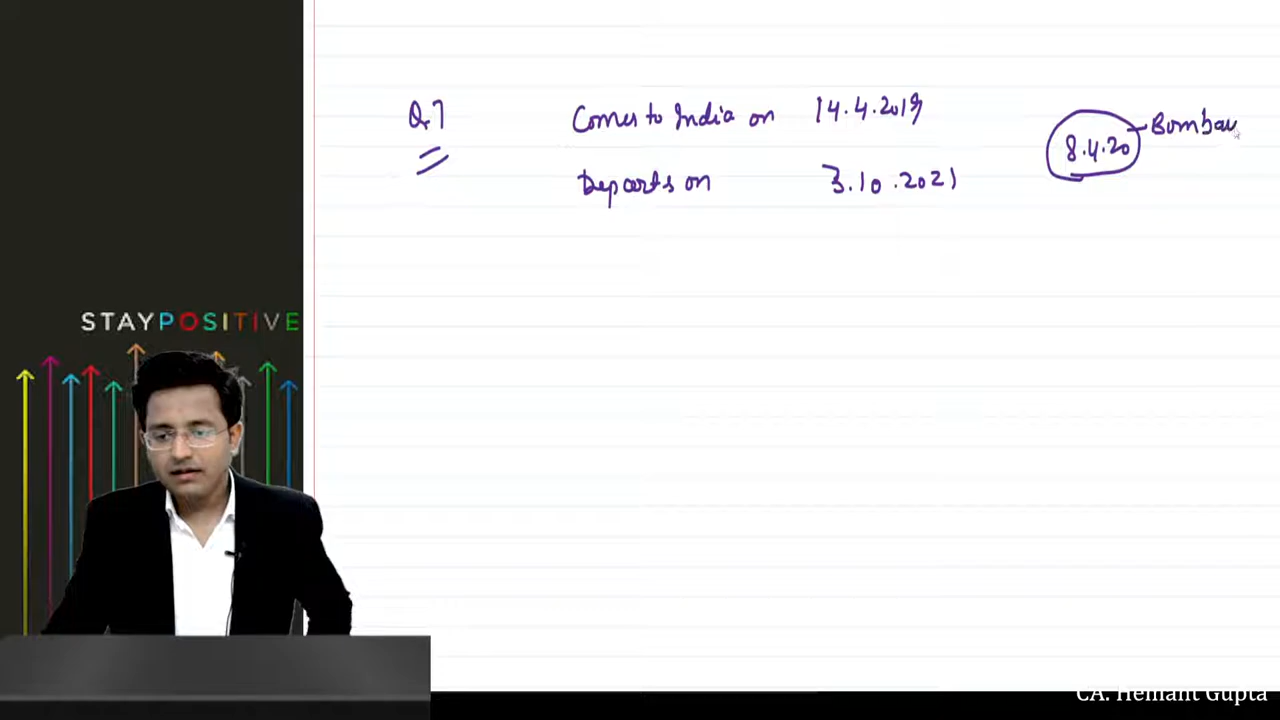 Q.7 Comes to India on 14.4.2019
8.4.20 Bombay
Departs on 3.10.2021
STAYPOSITIVE
CA. Hemant Gupta